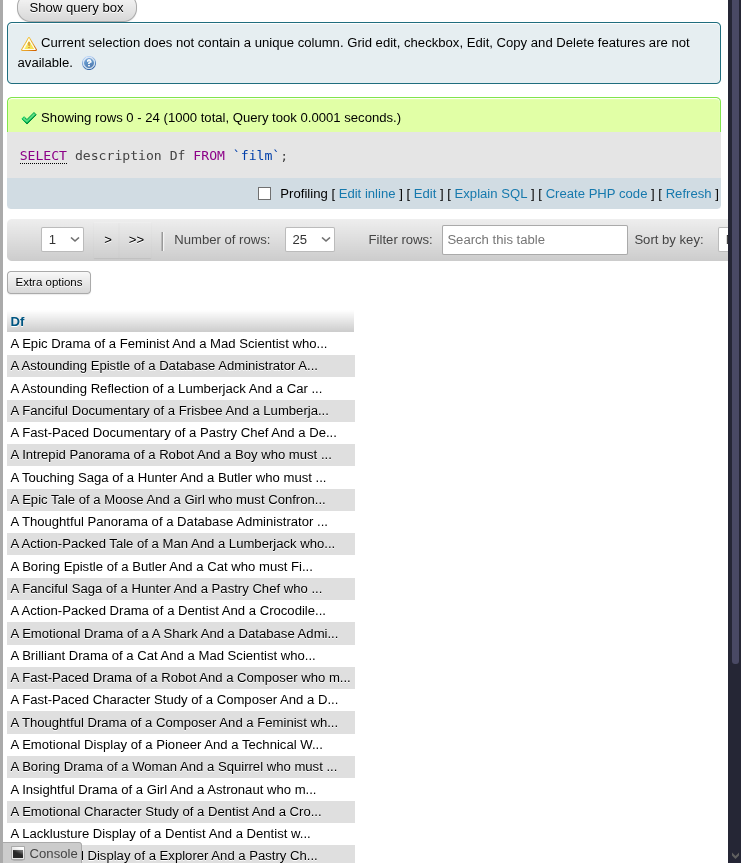 Show query box
Current selection does not contain a unique column. Grid edit, checkbox, Edit, Copy and Delete features are not
available.
Showing rows 0 - 24 (1000 total, Query took 0.0001 seconds.)
SELECT description Df FROM `film`;
Profiling [ Edit inline ] [ Edit ] [ Explain SQL ] [ Create PHP code ] [ Refresh ]
1 > >> Number of rows: 25 Filter rows: Search this table Sort by key:
Extra options
Df
A Epic Drama of a Feminist And a Mad Scientist who...
A Astounding Epistle of a Database Administrator A...
A Astounding Reflection of a Lumberjack And a Car ...
A Fanciful Documentary of a Frisbee And a Lumberja...
A Fast-Paced Documentary of a Pastry Chef And a De...
A Intrepid Panorama of a Robot And a Boy who must ...
A Touching Saga of a Hunter And a Butler who must ...
A Epic Tale of a Moose And a Girl who must Confron...
A Thoughtful Panorama of a Database Administrator ...
A Action-Packed Tale of a Man And a Lumberjack who...
A Boring Epistle of a Butler And a Cat who must Fi...
A Fanciful Saga of a Hunter And a Pastry Chef who ...
A Action-Packed Drama of a Dentist And a Crocodile...
A Emotional Drama of a A Shark And a Database Admi...
A Brilliant Drama of a Cat And a Mad Scientist who...
A Fast-Paced Drama of a Robot And a Composer who m...
A Fast-Paced Character Study of a Composer And a D...
A Thoughtful Drama of a Composer And a Feminist wh...
A Emotional Display of a Pioneer And a Technical W...
A Boring Drama of a Woman And a Squirrel who must ...
A Insightful Drama of a Girl And a Astronaut who m...
A Emotional Character Study of a Dentist And a Cro...
A Lacklusture Display of a Dentist And a Dentist w...
Console Display of a Explorer And a Pastry Ch...